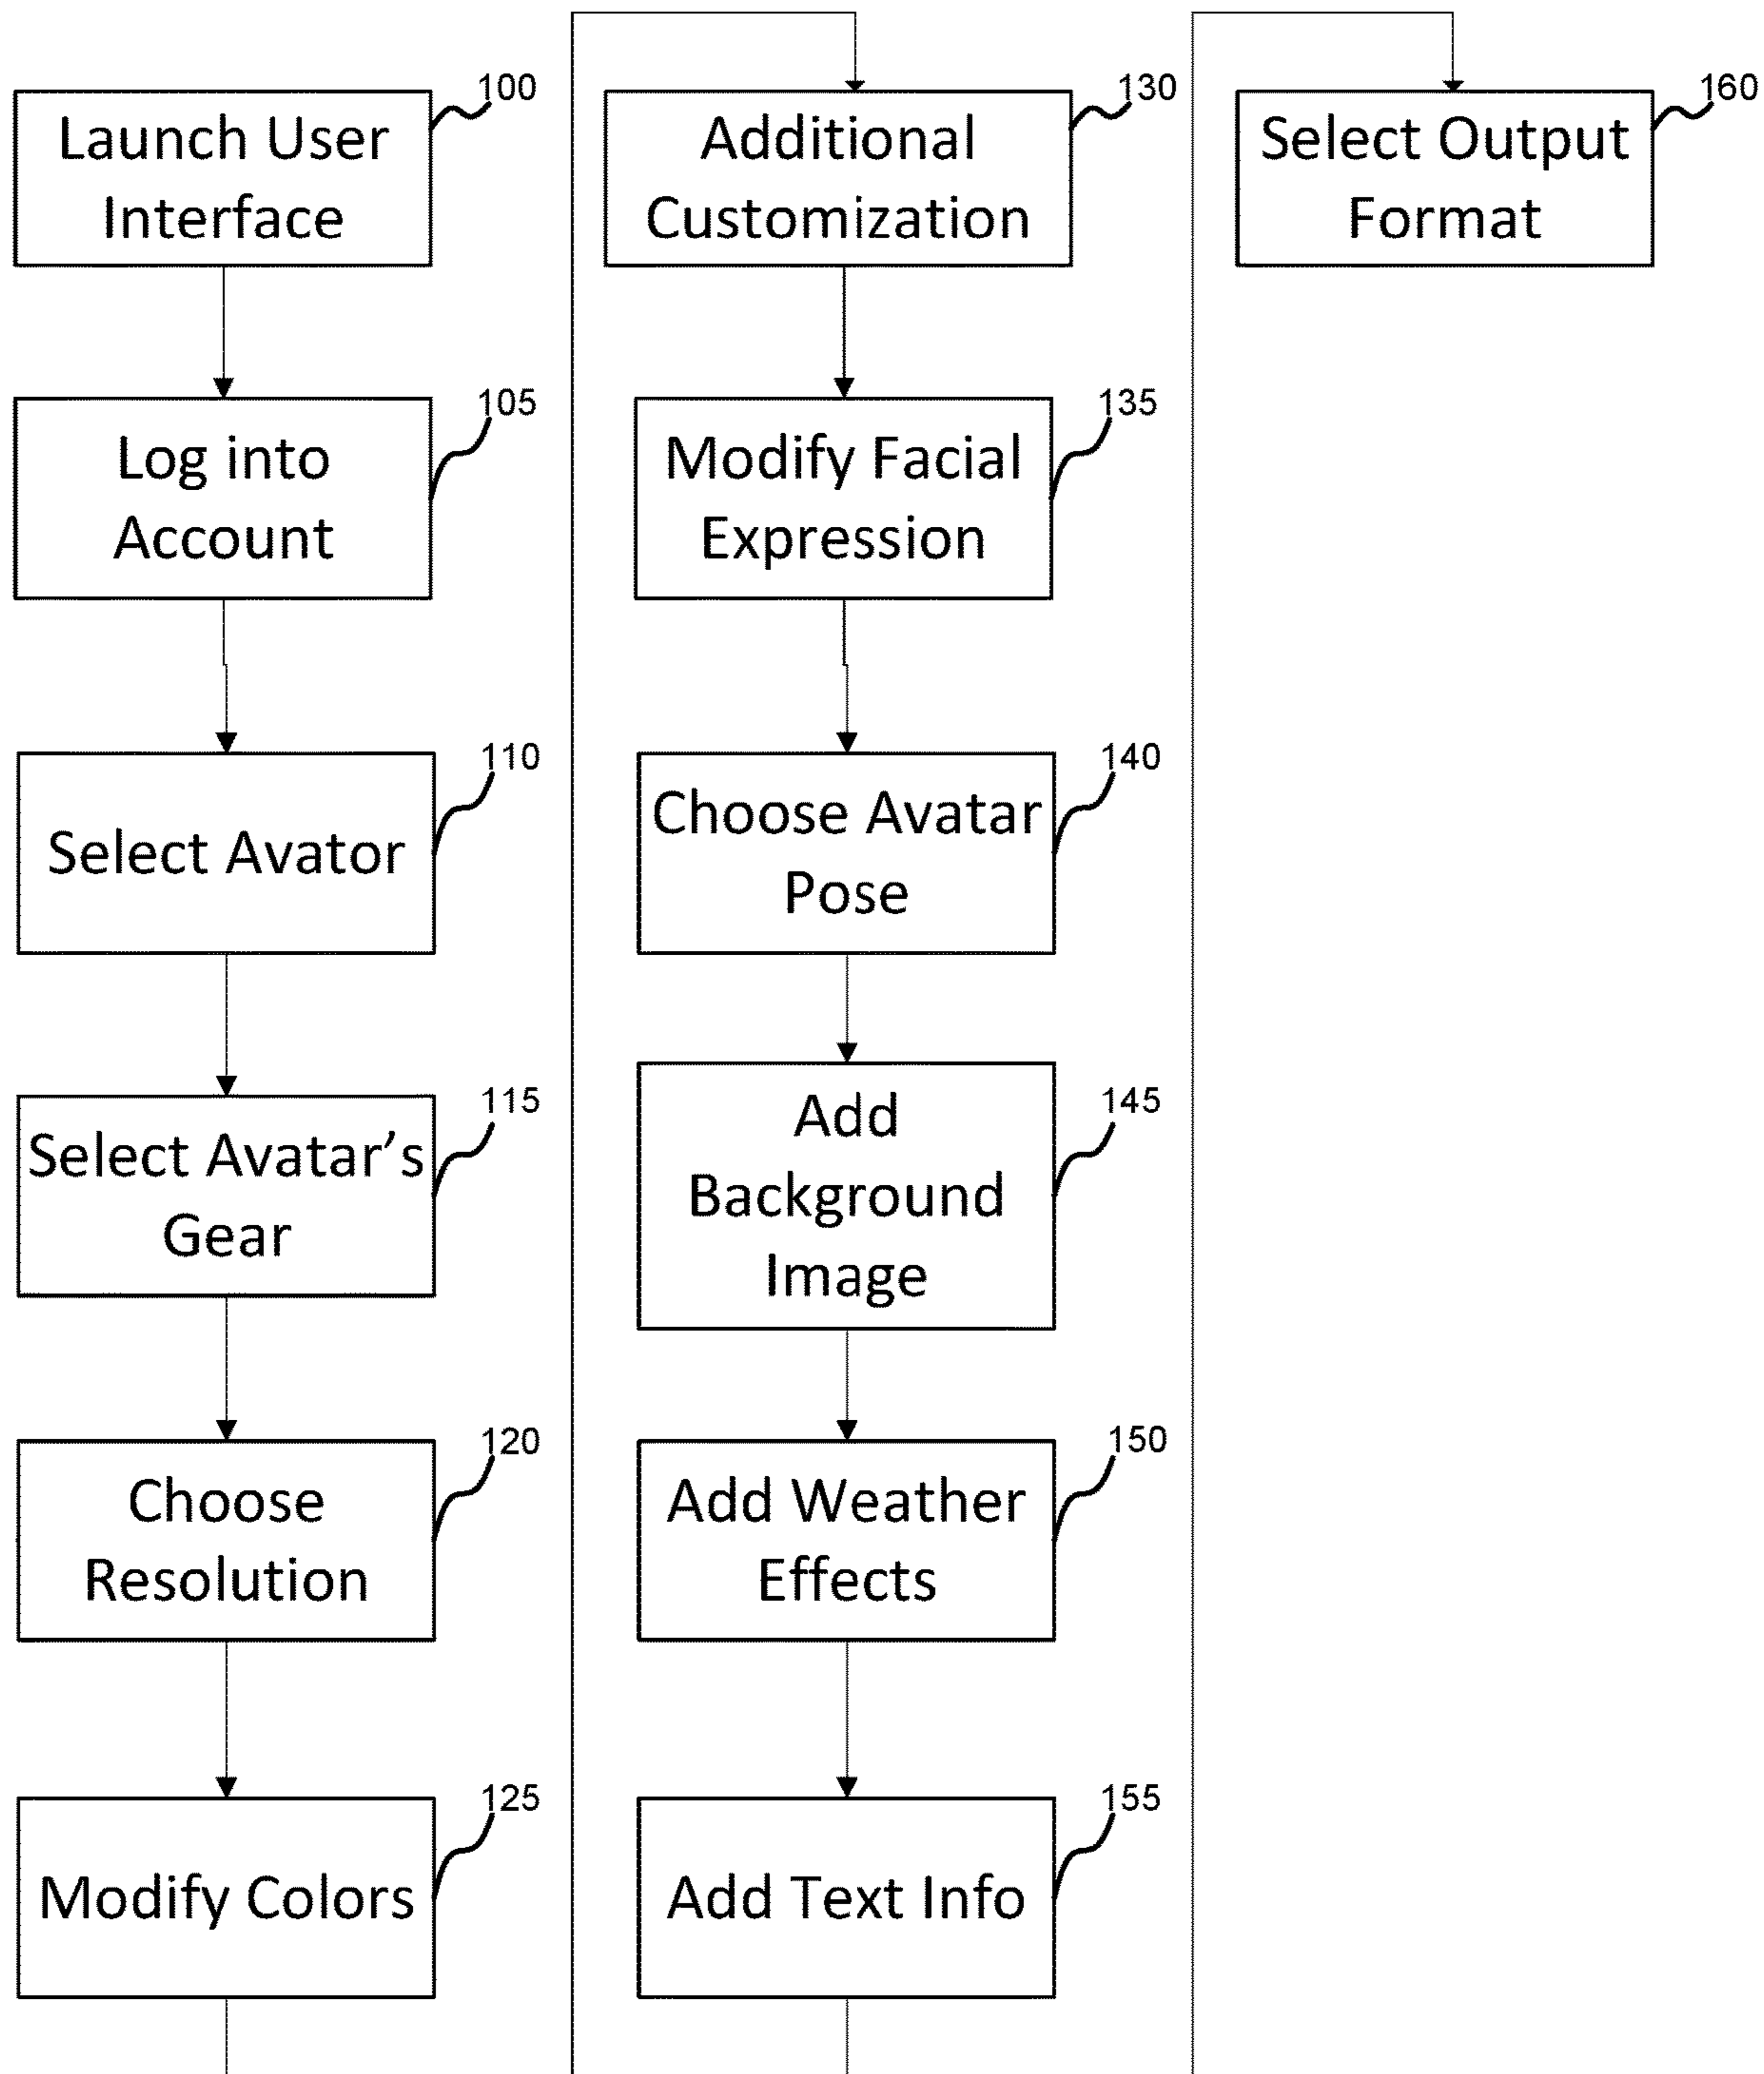 100
Launch User
Interface
105
Log into
Account
110
Select Avator
115
Select Avatar’s
Gear
120
Choose
Resolution
125
Modify Colors
130
Additional
Customization
135
Modify Facial
Expression
140
Choose Avatar
Pose
145
Add
Background
Image
150
Add Weather
Effects
155
Add Text Info
160
Select Output
Format